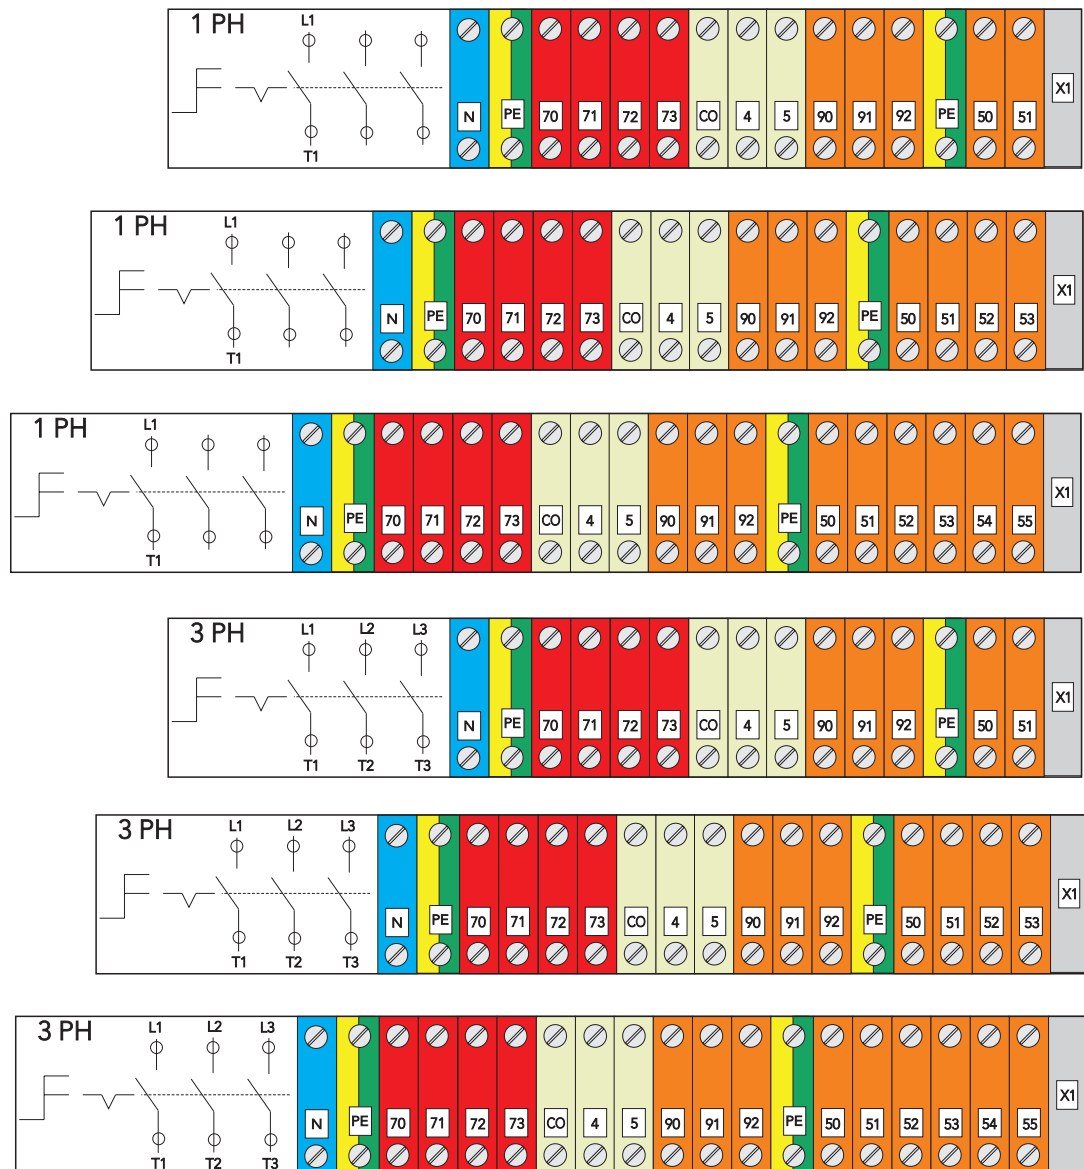 1 PH L1
X1
N PE 70 71 72 73 CO 4 5 90 91 92 PE 50 51
T1
1 PH L1
X1
N PE 70 71 72 73 CO 4 5 90 91 92 PE 50 51 52 53
T1
1 PH L1
X1
N PE 70 71 72 73 CO 4 5 90 91 92 PE 50 51 52 53 54 55
T1
3 PH L1 L2 L3
X1
N PE 70 71 72 73 CO 4 5 90 91 92 PE 50 51
T1 T2 T3
3 PH L1 L2 L3
X1
N PE 70 71 72 73 CO 4 5 90 91 92 PE 50 51 52 53
T1 T2 T3
3 PH L1 L2 L3
X1
N PE 70 71 72 73 CO 4 5 90 91 92 PE 50 51 52 53 54 55
T1 T2 T3